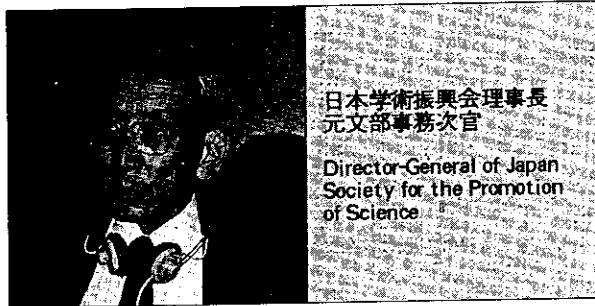 日本学術振興会理事長
元文部事務次官
Director-General of Japan
Society for the Promotion
of Science